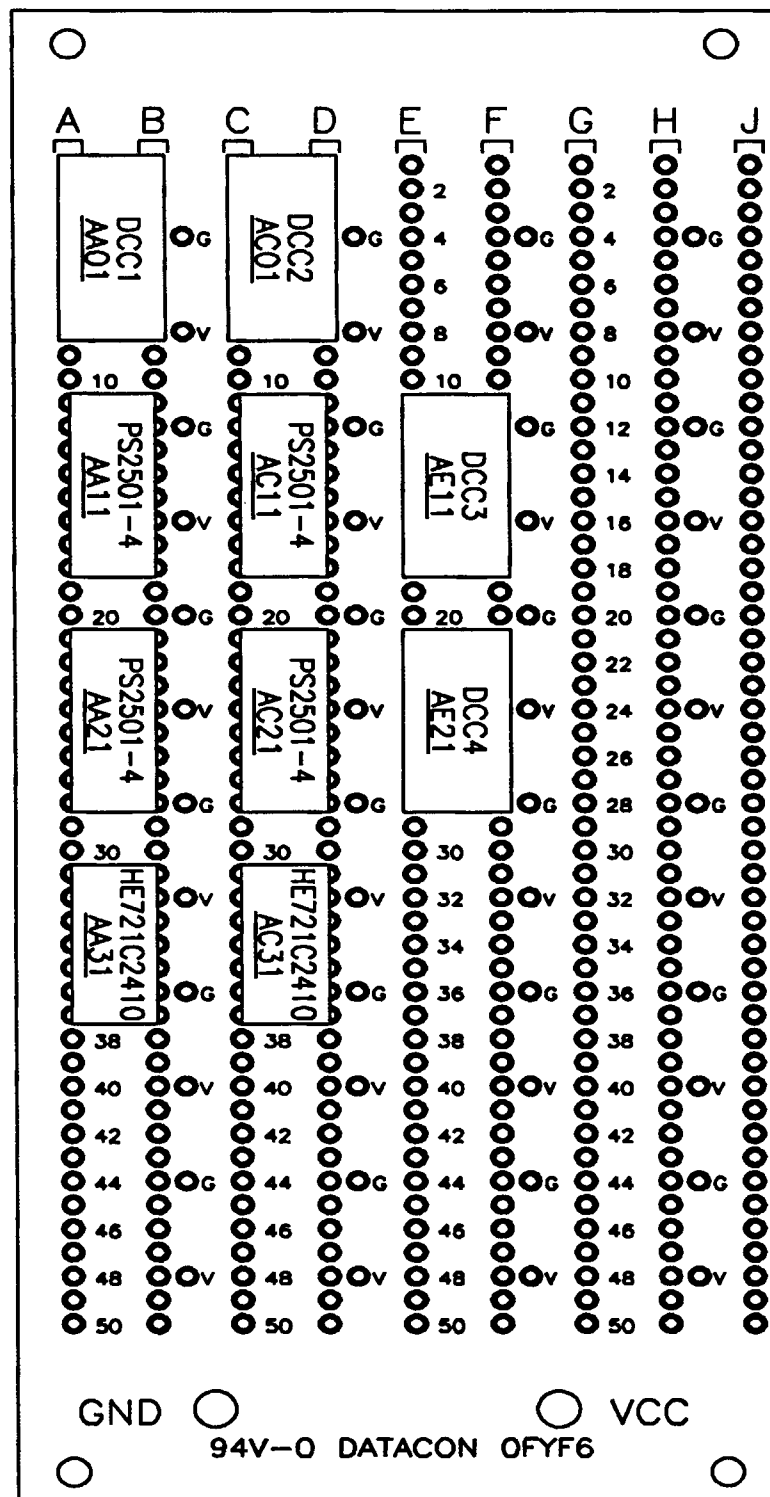 A B C D E F G H J
2 2
DCC1 AA01 G DCC2 AC01 G 4 G 4 G
6 6
V V 8 V 8 V
10 10 10 10
PS2501-4 AA11 G PS2501-4 AC11 G DCC3 AE11 G 12 G
14
V V V 16 V
18
20 G 20 G 20 G 20 G
22
PS2501-4 AA21 V PS2501-4 AC21 V DCC4 AE21 V 24 V
26
G G G 28 G
30 30 30 30
HE721C2410 AA31 V HE721C2410 AC31 V 32 V 32 V
34 34
G G 36 G 36 G
38 38 38 38
40 V 40 V 40 V 40 V
42 42 42 42
44 G 44 G 44 G 44 G
46 46 46 46
48 V 48 V 48 V 48 V
50 50 50 50
GND VCC
94V-0 DATACON 0FYF6